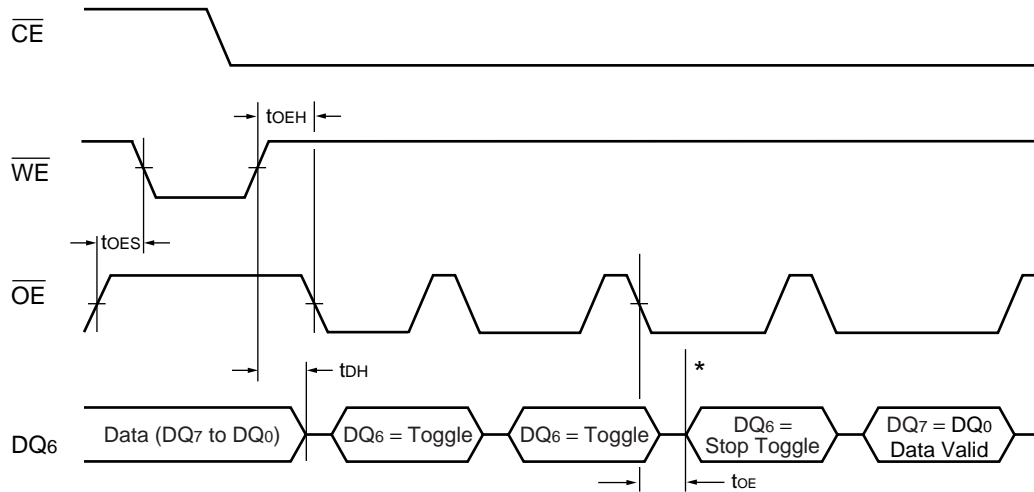 CE
tOEH
WE
tOES
OE
tDH
*
Data (DQ7 to DQ0)
DQ6 = Toggle
DQ6 = Toggle
DQ6 =
Stop Toggle
DQ7 = DQ0
Data Valid
DQ6
tOE